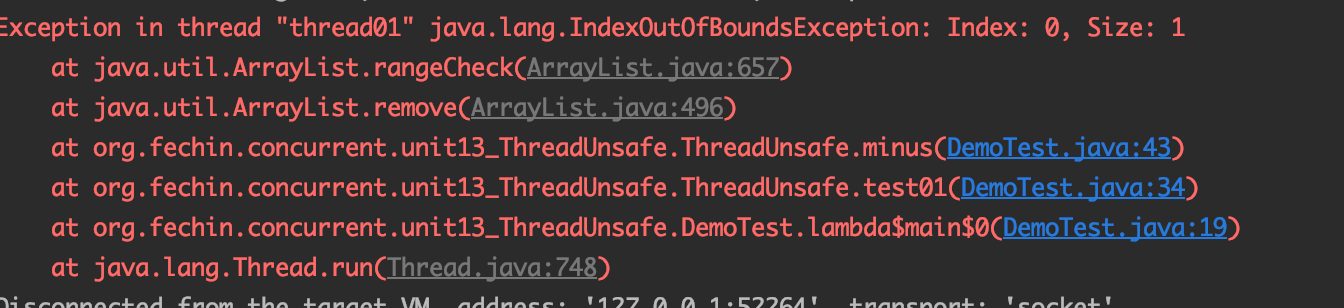 Exception in thread "thread01" java.lang.IndexOutOfBoundsException: Index: 0, Size: 1
at java.util.ArrayList.rangeCheck(ArrayList.java:657)
at java.util.ArrayList.remove(ArrayList.java:496)
at org.fechin.concurrent.unit13_ThreadUnsafe.ThreadUnsafe.minus(DemoTest.java:43)
at org.fechin.concurrent.unit13_ThreadUnsafe.ThreadUnsafe.test01(DemoTest.java:34)
at org.fechin.concurrent.unit13_ThreadUnsafe.DemoTest.lambda$main$0(DemoTest.java:19)
at java.lang.Thread.run(Thread.java:748)
Disconnected from the target VM, address: '127.0.0.1:52264', transport: 'socket'